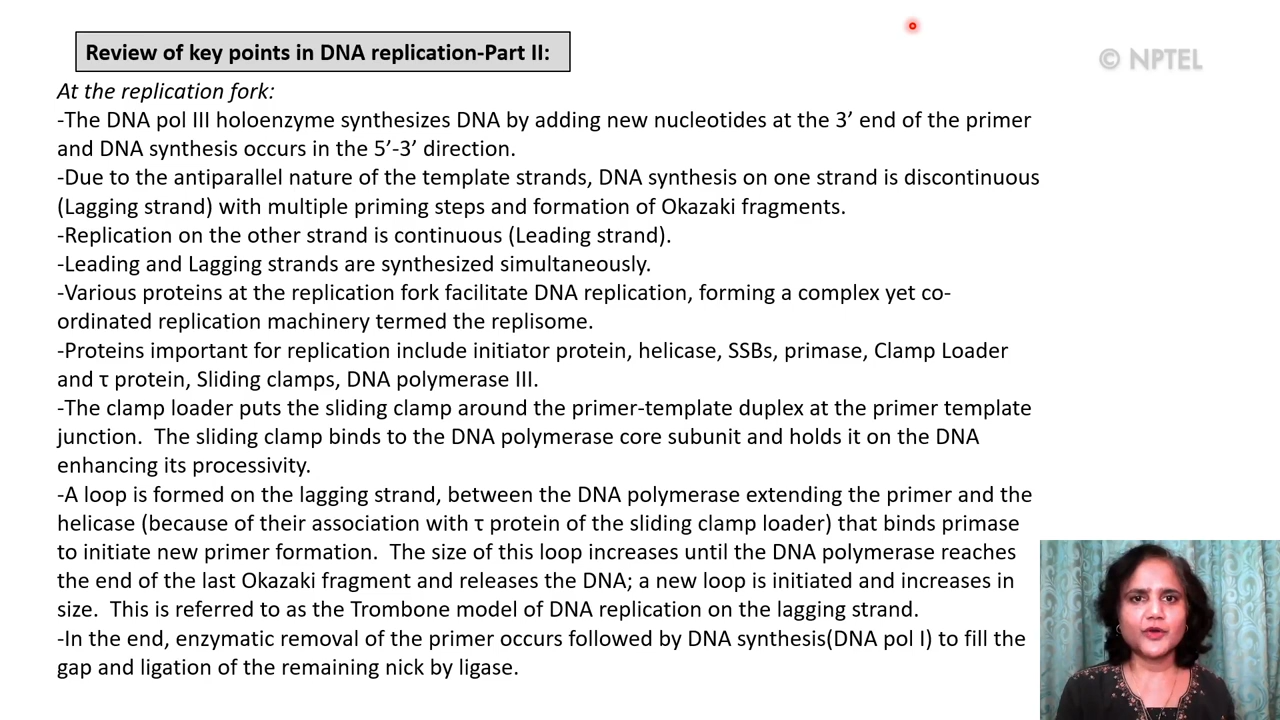 Review of key points in DNA replication-Part II:
© NPTEL
At the replication fork:
-The DNA pol III holoenzyme synthesizes DNA by adding new nucleotides at the 3’ end of the primer
and DNA synthesis occurs in the 5’-3’ direction.
-Due to the antiparallel nature of the template strands, DNA synthesis on one strand is discontinuous
(Lagging strand) with multiple priming steps and formation of Okazaki fragments.
-Replication on the other strand is continuous (Leading strand).
-Leading and Lagging strands are synthesized simultaneously.
-Various proteins at the replication fork facilitate DNA replication, forming a complex yet co-
ordinated replication machinery termed the replisome.
-Proteins important for replication include initiator protein, helicase, SSBs, primase, Clamp Loader
and τ protein, Sliding clamps, DNA polymerase III.
-The clamp loader puts the sliding clamp around the primer-template duplex at the primer template
junction.  The sliding clamp binds to the DNA polymerase core subunit and holds it on the DNA
enhancing its processivity.
-A loop is formed on the lagging strand, between the DNA polymerase extending the primer and the
helicase (because of their association with τ protein of the sliding clamp loader) that binds primase
to initiate new primer formation.  The size of this loop increases until the DNA polymerase reaches
the end of the last Okazaki fragment and releases the DNA; a new loop is initiated and increases in
size.  This is referred to as the Trombone model of DNA replication on the lagging strand.
-In the end, enzymatic removal of the primer occurs followed by DNA synthesis(DNA pol I) to fill the
gap and ligation of the remaining nick by ligase.